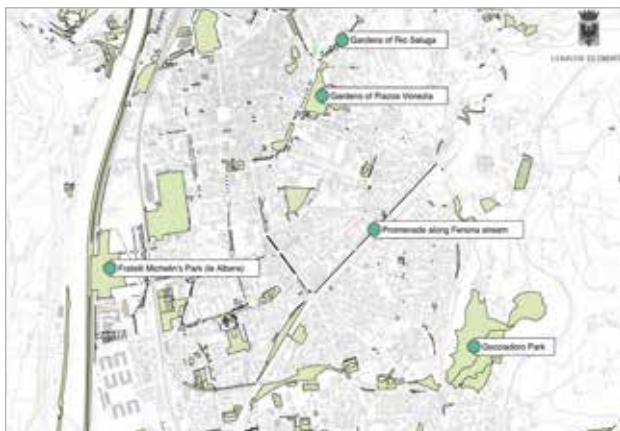 Gardens of Rio Saluga
Gardens of Piazza Venezia
Promenade along Fersina stream
Fratelli Michelin's Park (le Albere)
Gocciadoro Park